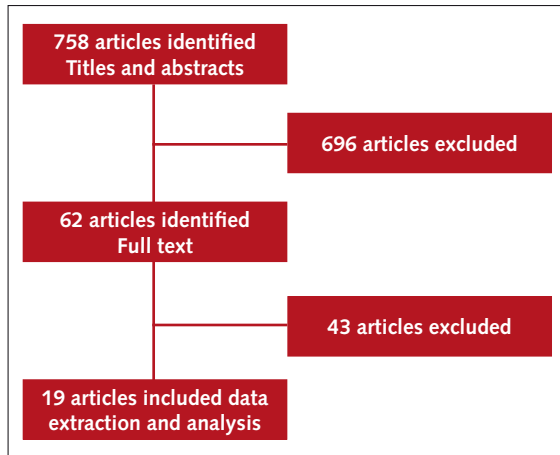 758 articles identified
Titles and abstracts
696 articles excluded
62 articles identified
Full text
43 articles excluded
19 articles included data
extraction and analysis